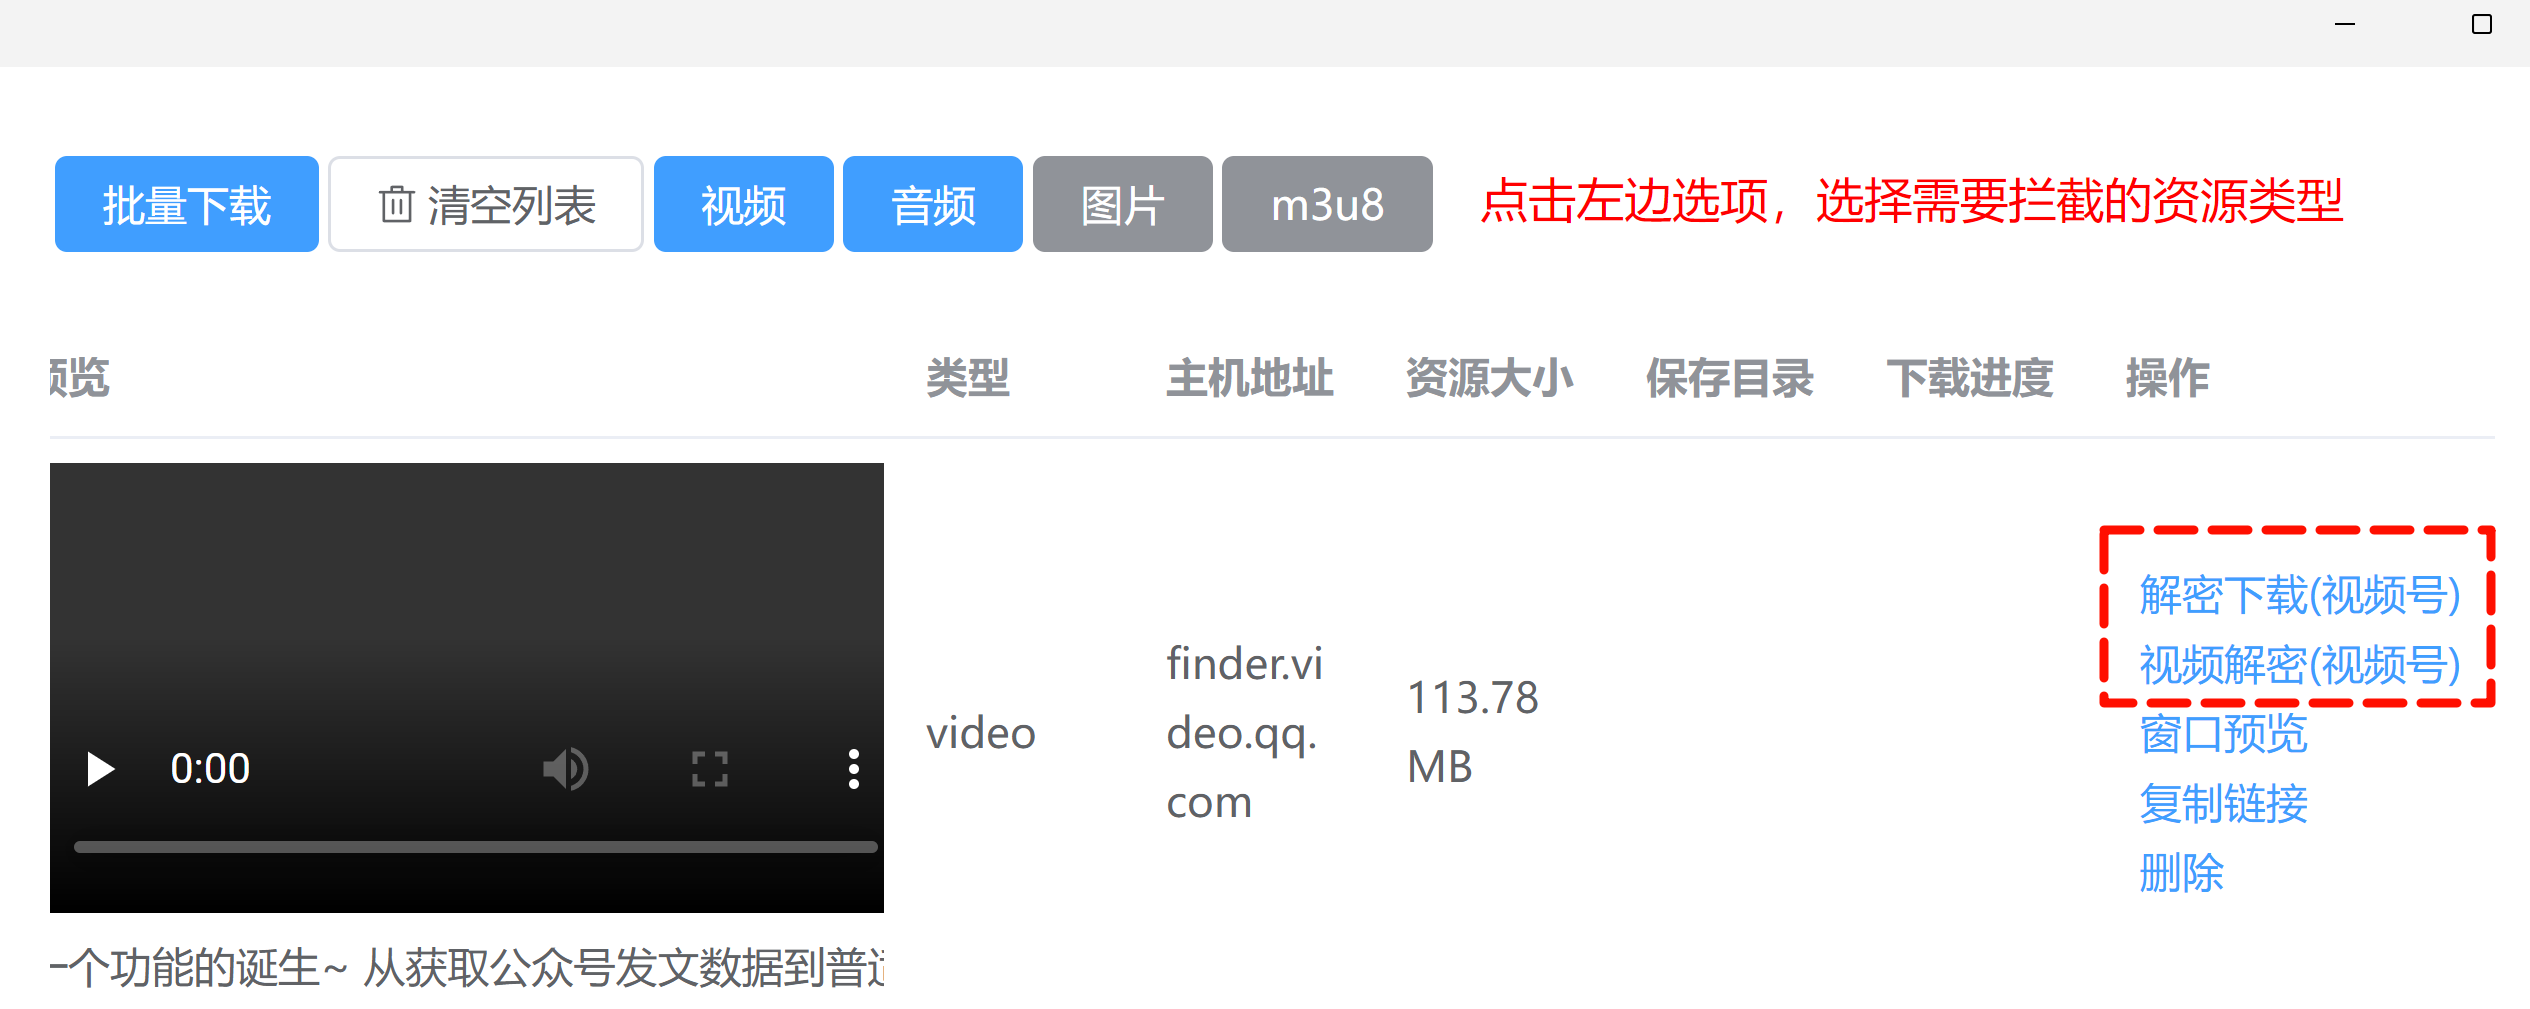 批量下载 清空列表 视频 音频 图片 m3u8 点击左边选项，选择需要拦截的资源类型
预览 类型 主机地址 资源大小 保存目录 下载进度 操作
0:00
video
finder.vi
deo.qq.
com
113.78
MB
解密下载(视频号)
视频解密(视频号)
窗口预览
复制链接
删除
一个功能的诞生~ 从获取公众号发文数据到普